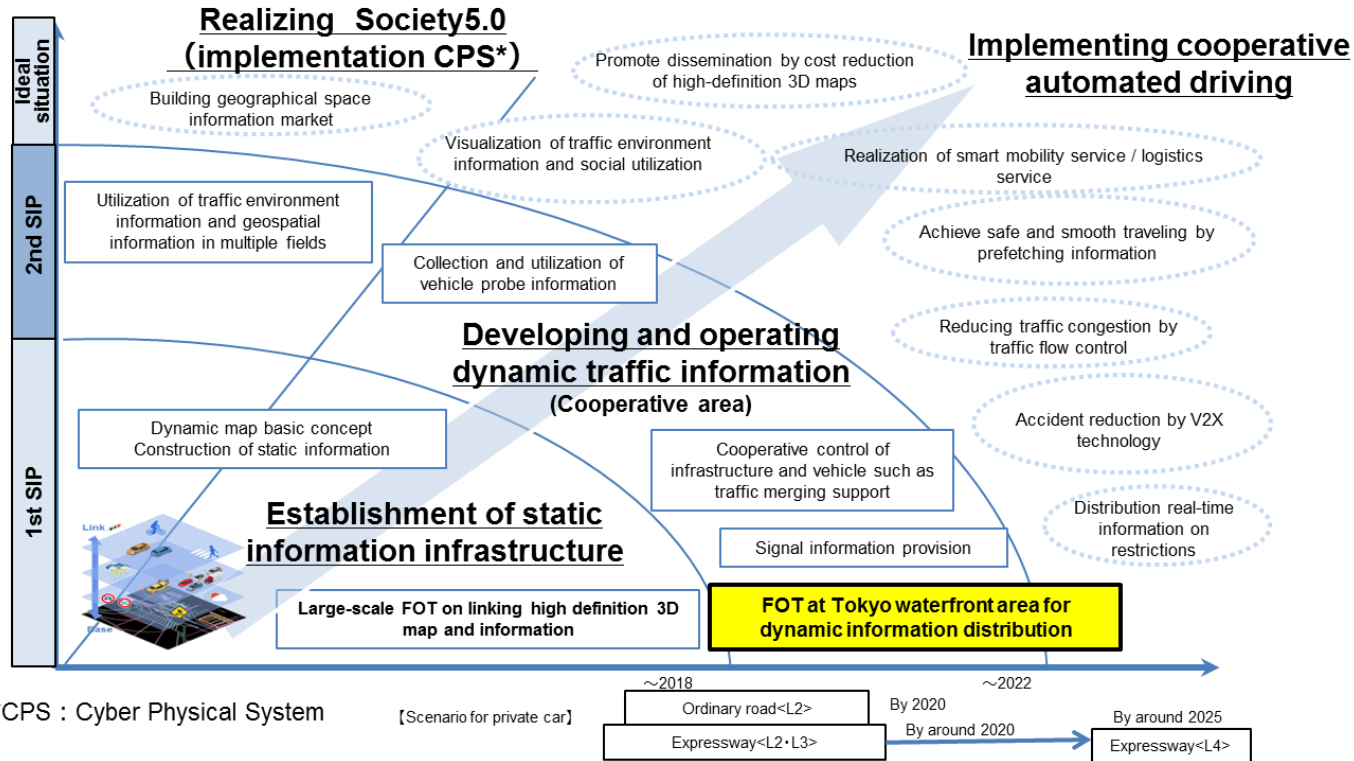 Realizing Society5.0
(implementation CPS*)
Implementing cooperative
automated driving
Ideal
situation
2nd SIP
1st SIP
Promote dissemination by cost reduction
of high-definition 3D maps
Building geographical space
information market
Visualization of traffic environment
information and social utilization
Realization of smart mobility service / logistics
service
Utilization of traffic environment
information and geospatial
information in multiple fields
Achieve safe and smooth traveling by
prefetching information
Collection and utilization of
vehicle probe information
Reducing traffic congestion by
traffic flow control
Developing and operating
dynamic traffic information
(Cooperative area)
Dynamic map basic concept
Construction of static information
Accident reduction by V2X
technology
Cooperative control of
infrastructure and vehicle such as
traffic merging support
Establishment of static
information infrastructure
Distribution real-time
information on
restrictions
Signal information provision
Link
Base
Large-scale FOT on linking high definition 3D
map and information
FOT at Tokyo waterfront area for
dynamic information distribution
～2018
～2022
*CPS : Cyber Physical System
【Scenario for private car】
Ordinary road<L2>
By 2020
Expressway<L2・L3>
By around 2020
By around 2025
Expressway<L4>